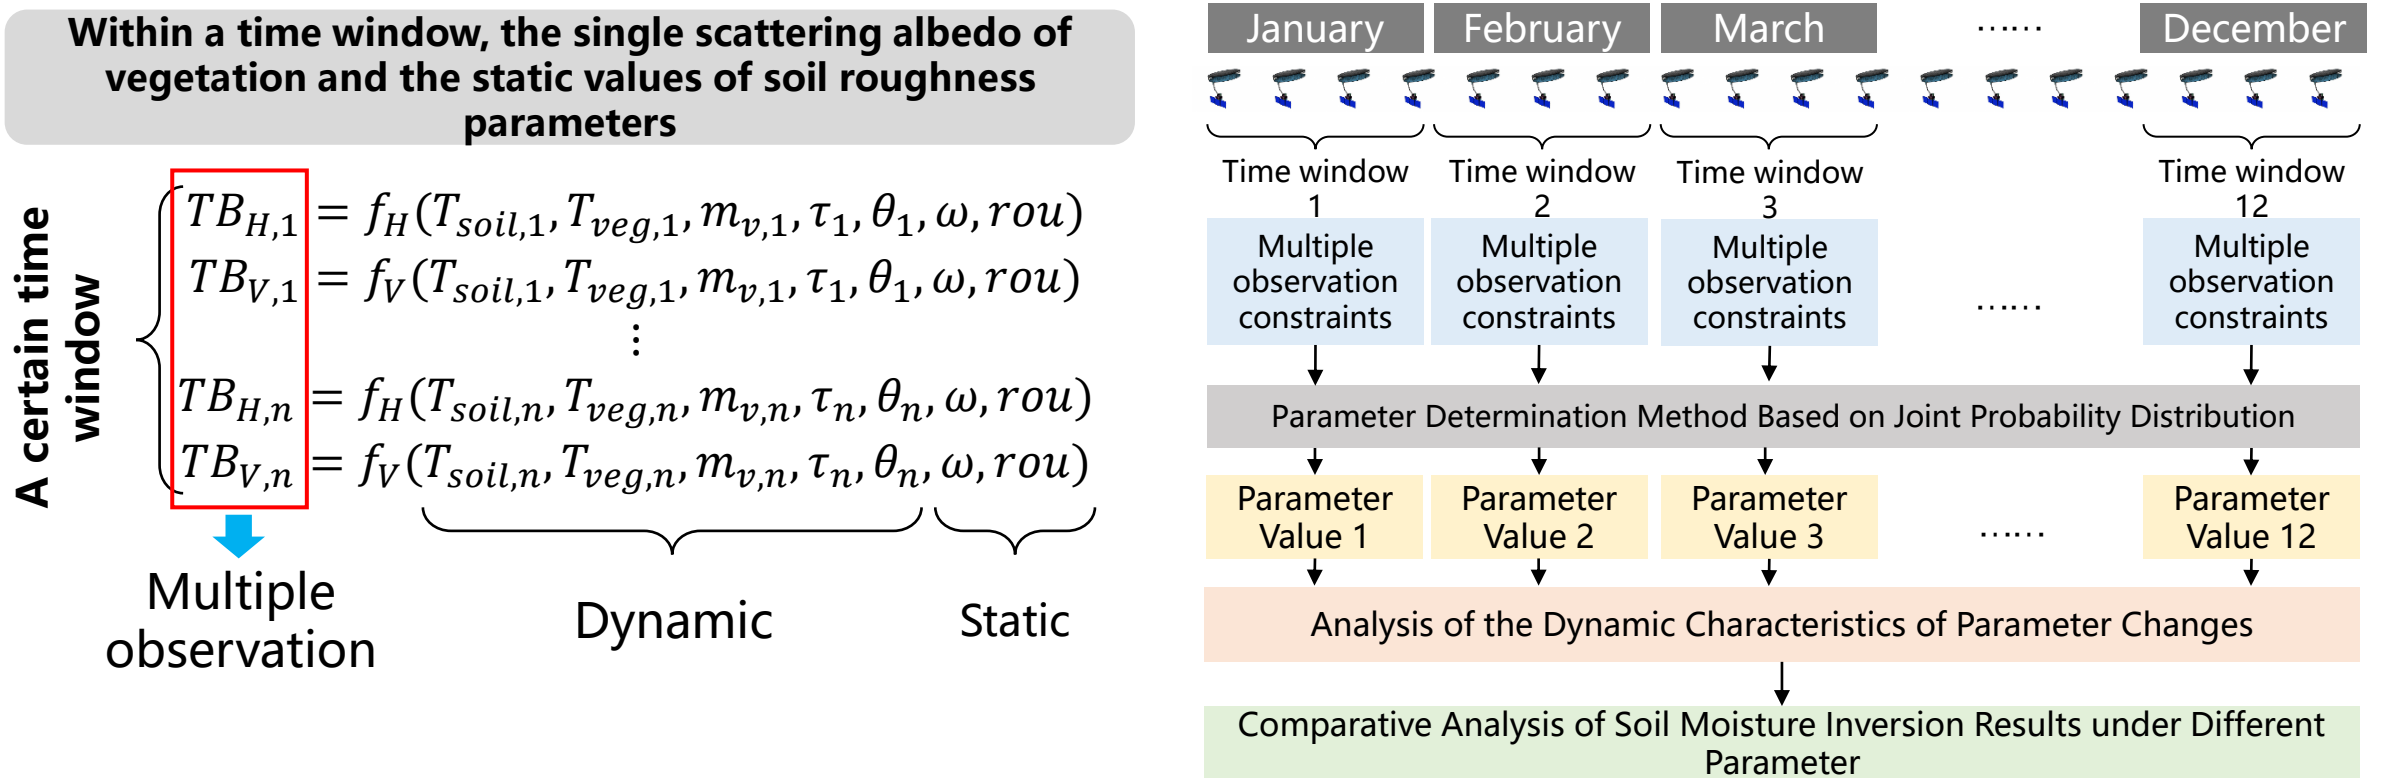 Within a time window, the single scattering albedo of
vegetation and the static values of soil roughness
parameters
A certain time
window
TB_{H,1} = f_H(T_{soil,1}, T_{veg,1}, m_{v,1}, τ_1, θ_1, ω, rou)
TB_{V,1} = f_V(T_{soil,1}, T_{veg,1}, m_{v,1}, τ_1, θ_1, ω, rou)
⋮
TB_{H,n} = f_H(T_{soil,n}, T_{veg,n}, m_{v,n}, τ_n, θ_n, ω, rou)
TB_{V,n} = f_V(T_{soil,n}, T_{veg,n}, m_{v,n}, τ_n, θ_n, ω, rou)
Multiple
observation
Dynamic
Static
January
February
March
……
December
Time window
1
Time window
2
Time window
3
Time window
12
Multiple
observation
constraints
Multiple
observation
constraints
Multiple
observation
constraints
……
Multiple
observation
constraints
Parameter Determination Method Based on Joint Probability Distribution
Parameter
Value 1
Parameter
Value 2
Parameter
Value 3
……
Parameter
Value 12
Analysis of the Dynamic Characteristics of Parameter Changes
Comparative Analysis of Soil Moisture Inversion Results under Different
Parameter